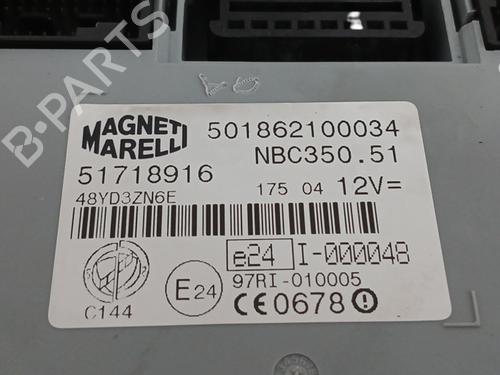 MAGNETI
MARELLI
501862100034
NBC350.51
51718916
175 04 12V=
48YD3ZN6E
e24 I-000048
97RI-010005
E24
CE0678
C144
B-PARTS